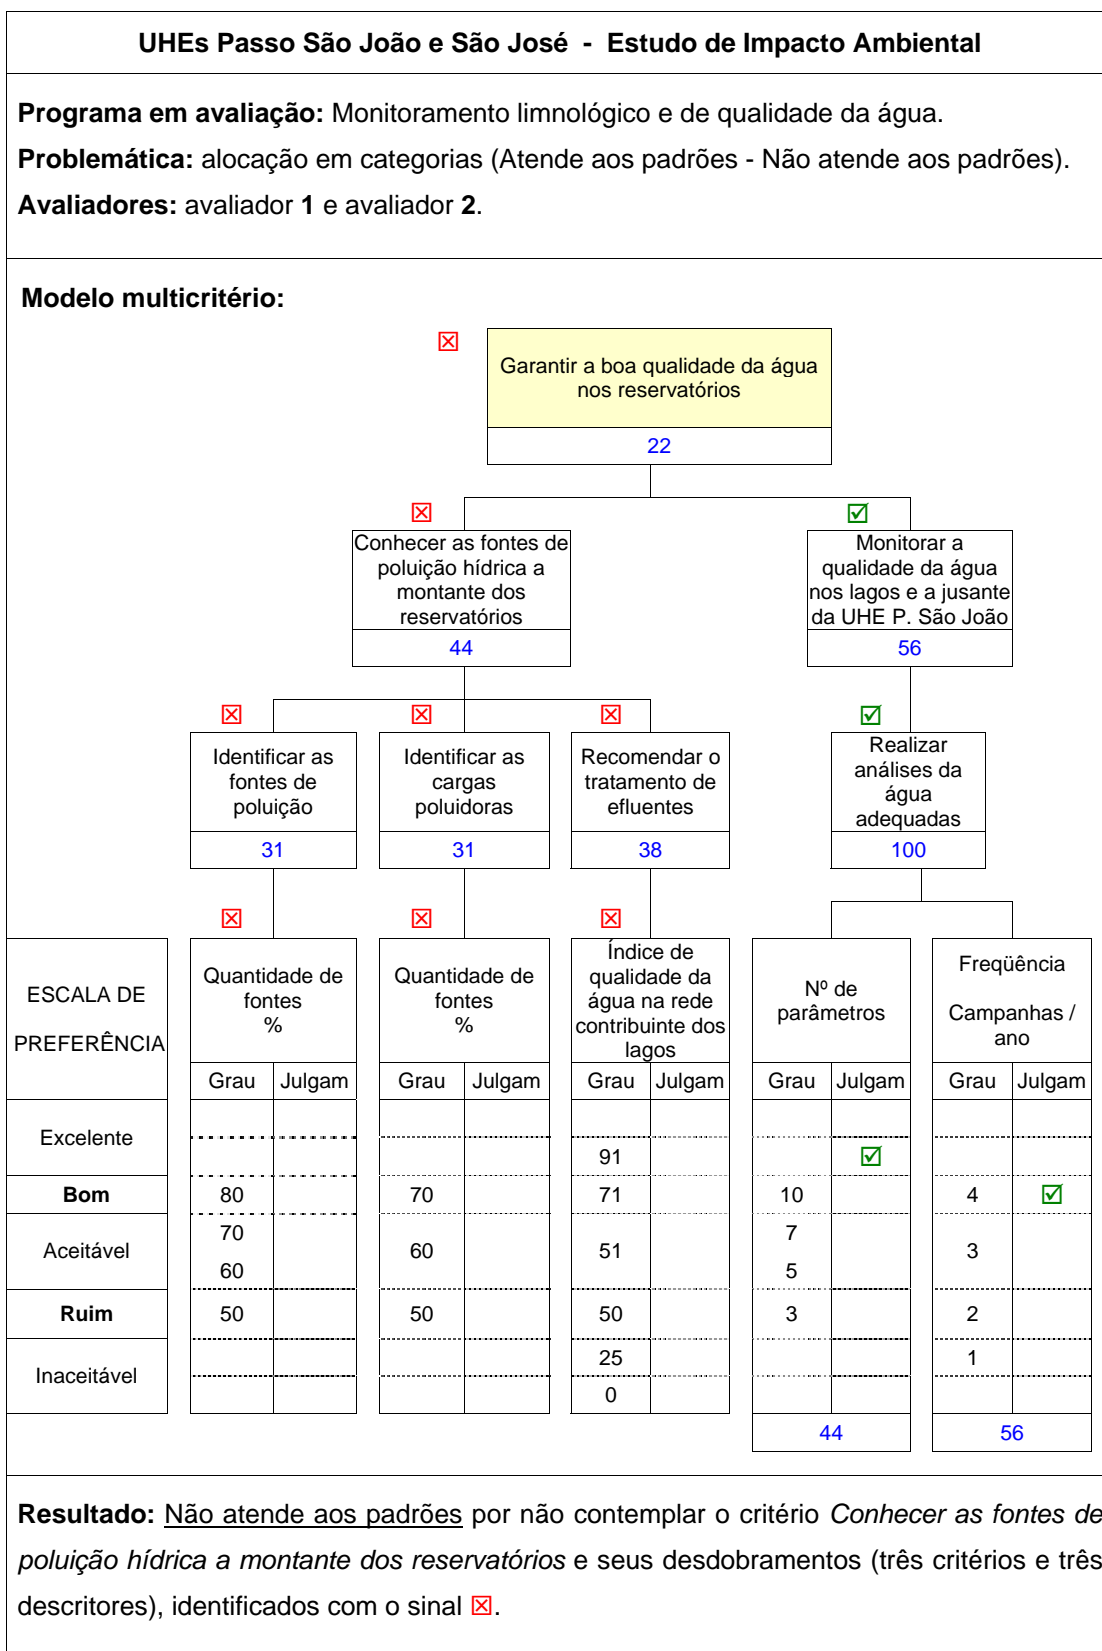 UHEs Passo São João e São José - Estudo de Impacto Ambiental
Programa em avaliação: Monitoramento limnológico e de qualidade da água.
Problemática: alocação em categorias (Atende aos padrões - Não atende aos padrões).
Avaliadores: avaliador 1 e avaliador 2.
Modelo multicritério:
☒
Garantir a boa qualidade da água
nos reservatórios
22
☒
Conhecer as fontes de
poluição hídrica a
montante dos
reservatórios
44
☑
Monitorar a
qualidade da água
nos lagos e a jusante
da UHE P. São João
56
☒
Identificar as
fontes de
poluição
31
☒
Identificar as
cargas
poluidoras
31
☒
Recomendar o
tratamento de
efluentes
38
☑
Realizar
análises da
água
adequadas
100
ESCALA DE
PREFERÊNCIA
☒
Quantidade de
fontes
%
☒
Quantidade de
fontes
%
☒
Índice de
qualidade da
água na rede
contribuinte dos
lagos
Nº de
parâmetros
Freqüência
Campanhas /
ano
Grau Julgam Grau Julgam Grau Julgam Grau Julgam Grau Julgam
Excelente
91 ☑
Bom 80 70 71 10 4 ☑
Aceitável
70 7
60 51 3
60 5
Ruim 50 50 50 3 2
Inaceitável
25 1
0
44 56
Resultado: Não atende aos padrões por não contemplar o critério Conhecer as fontes de
poluição hídrica a montante dos reservatórios e seus desdobramentos (três critérios e três
descritores), identificados com o sinal ☒.